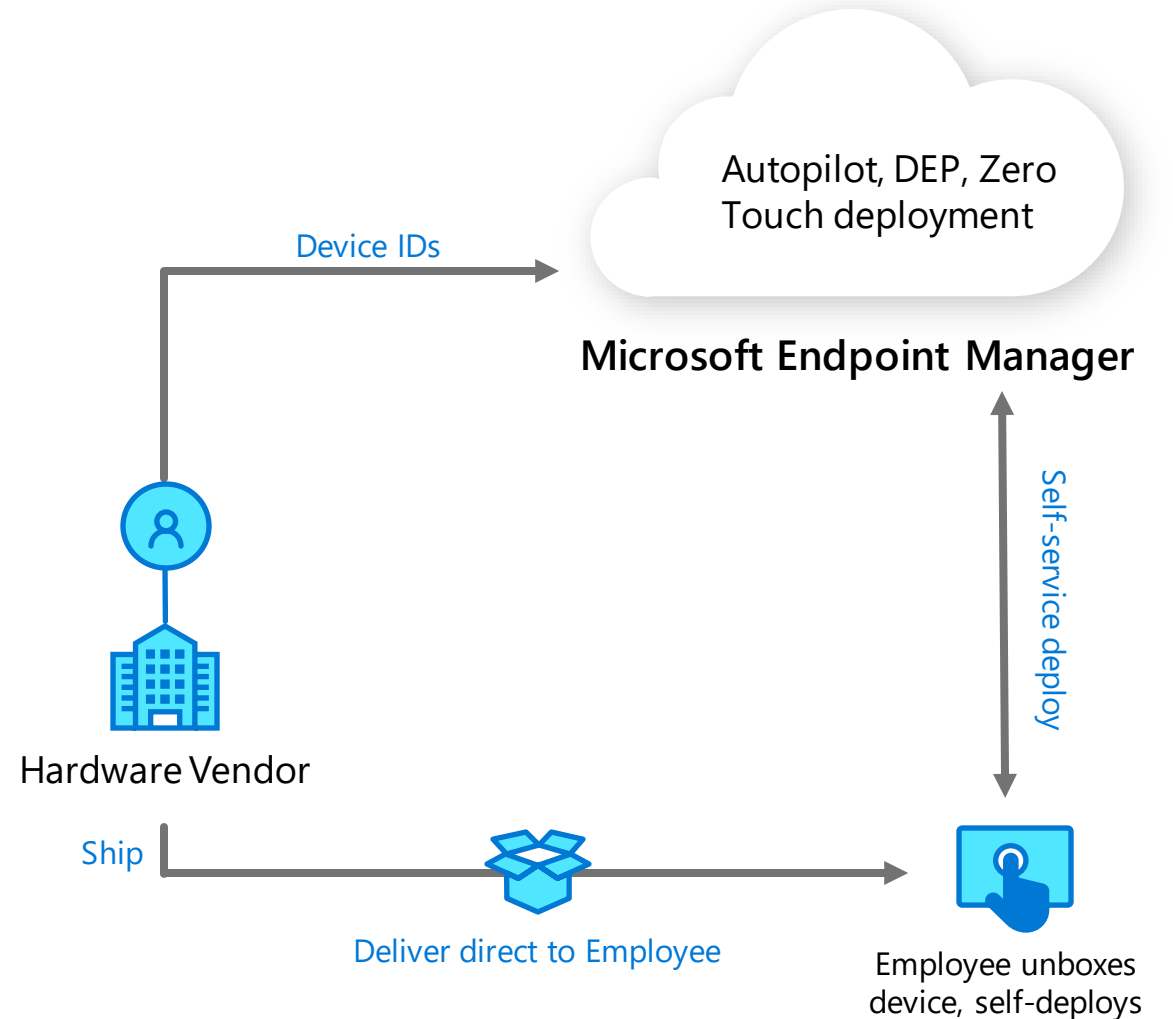 Autopilot, DEP, Zero
Touch deployment
Device IDs
Microsoft Endpoint Manager
Self-service deploy
Hardware Vendor
Ship
Deliver direct to Employee
Employee unboxes
device, self-deploys